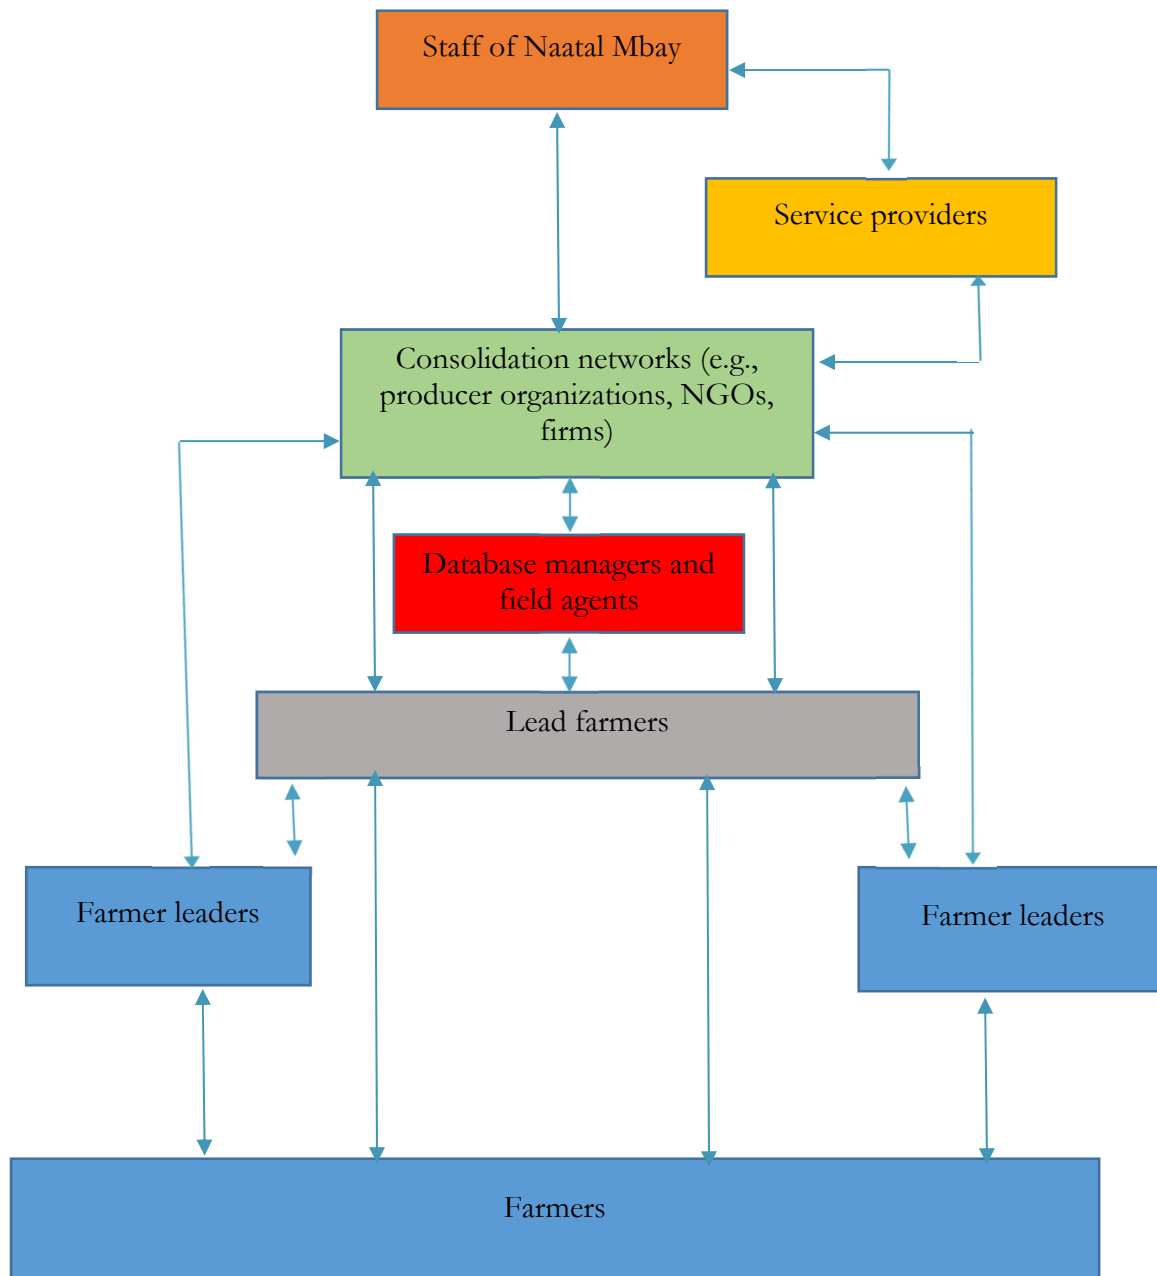 Staff of Naatal Mbay
Service providers
Consolidation networks (e.g.,
producer organizations, NGOs,
firms)
Database managers and
field agents
Lead farmers
Farmer leaders
Farmer leaders
Farmers